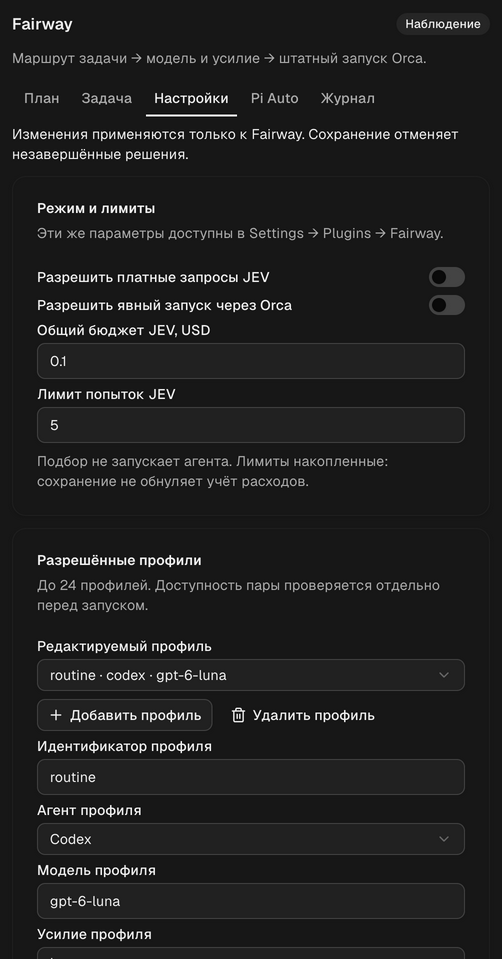 Fairway
Наблюдение
Маршрут задачи → модель и усилие → штатный запуск Orca.
План
Задача
Настройки
Pi Auto
Журнал
Изменения применяются только к Fairway. Сохранение отменяет
незавершённые решения.
Режим и лимиты
Эти же параметры доступны в Settings → Plugins → Fairway.
Разрешить платные запросы JEV
Разрешить явный запуск через Orca
Общий бюджет JEV, USD
0.1
Лимит попыток JEV
5
Подбор не запускает агента. Лимиты накопленные:
сохранение не обнуляет учёт расходов.
Разрешённые профили
До 24 профилей. Доступность пары проверяется отдельно
перед запуском.
Редактируемый профиль
routine · codex · gpt-6-luna
+ Добавить профиль
Удалить профиль
Идентификатор профиля
routine
Агент профиля
Codex
Модель профиля
gpt-6-luna
Усилие профиля